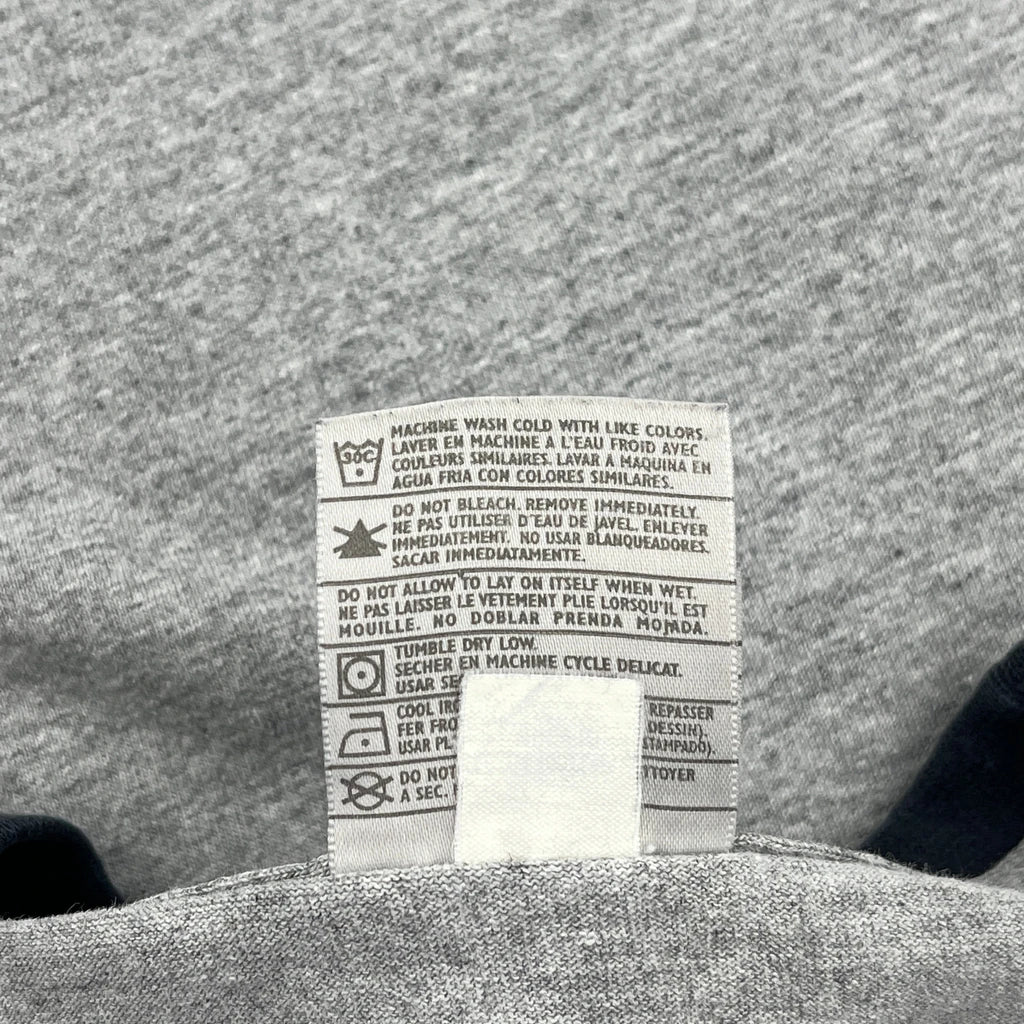 30C
MACHINE WASH COLD WITH LIKE COLORS.
LAVER EN MACHINE A L'EAU FROID AVEC
COULEURS SIMILAIRES. LAVAR A MAQUINA EN
AGUA FRIA CON COLORES SIMILARES.
DO NOT BLEACH. REMOVE IMMEDIATELY.
NE PAS UTILISER D'EAU DE JAVEL. ENLEVER
IMMEDIATEMENT. NO USAR BLANQUEADORES.
SACAR INMEDIATAMENTE.
DO NOT ALLOW TO LAY ON ITSELF WHEN WET.
NE PAS LAISSER LE VETEMENT PLIE LORSQU'IL EST
MOUILLE. NO DOBLAR PRENDA MOJADA.
TUMBLE DRY LOW.
SECHER EN MACHINE CYCLE DELICAT.
USAR
COOL REPASSER
FER DESSIN).
USAR ESTAMPADO).
DO NOT
A SEC.